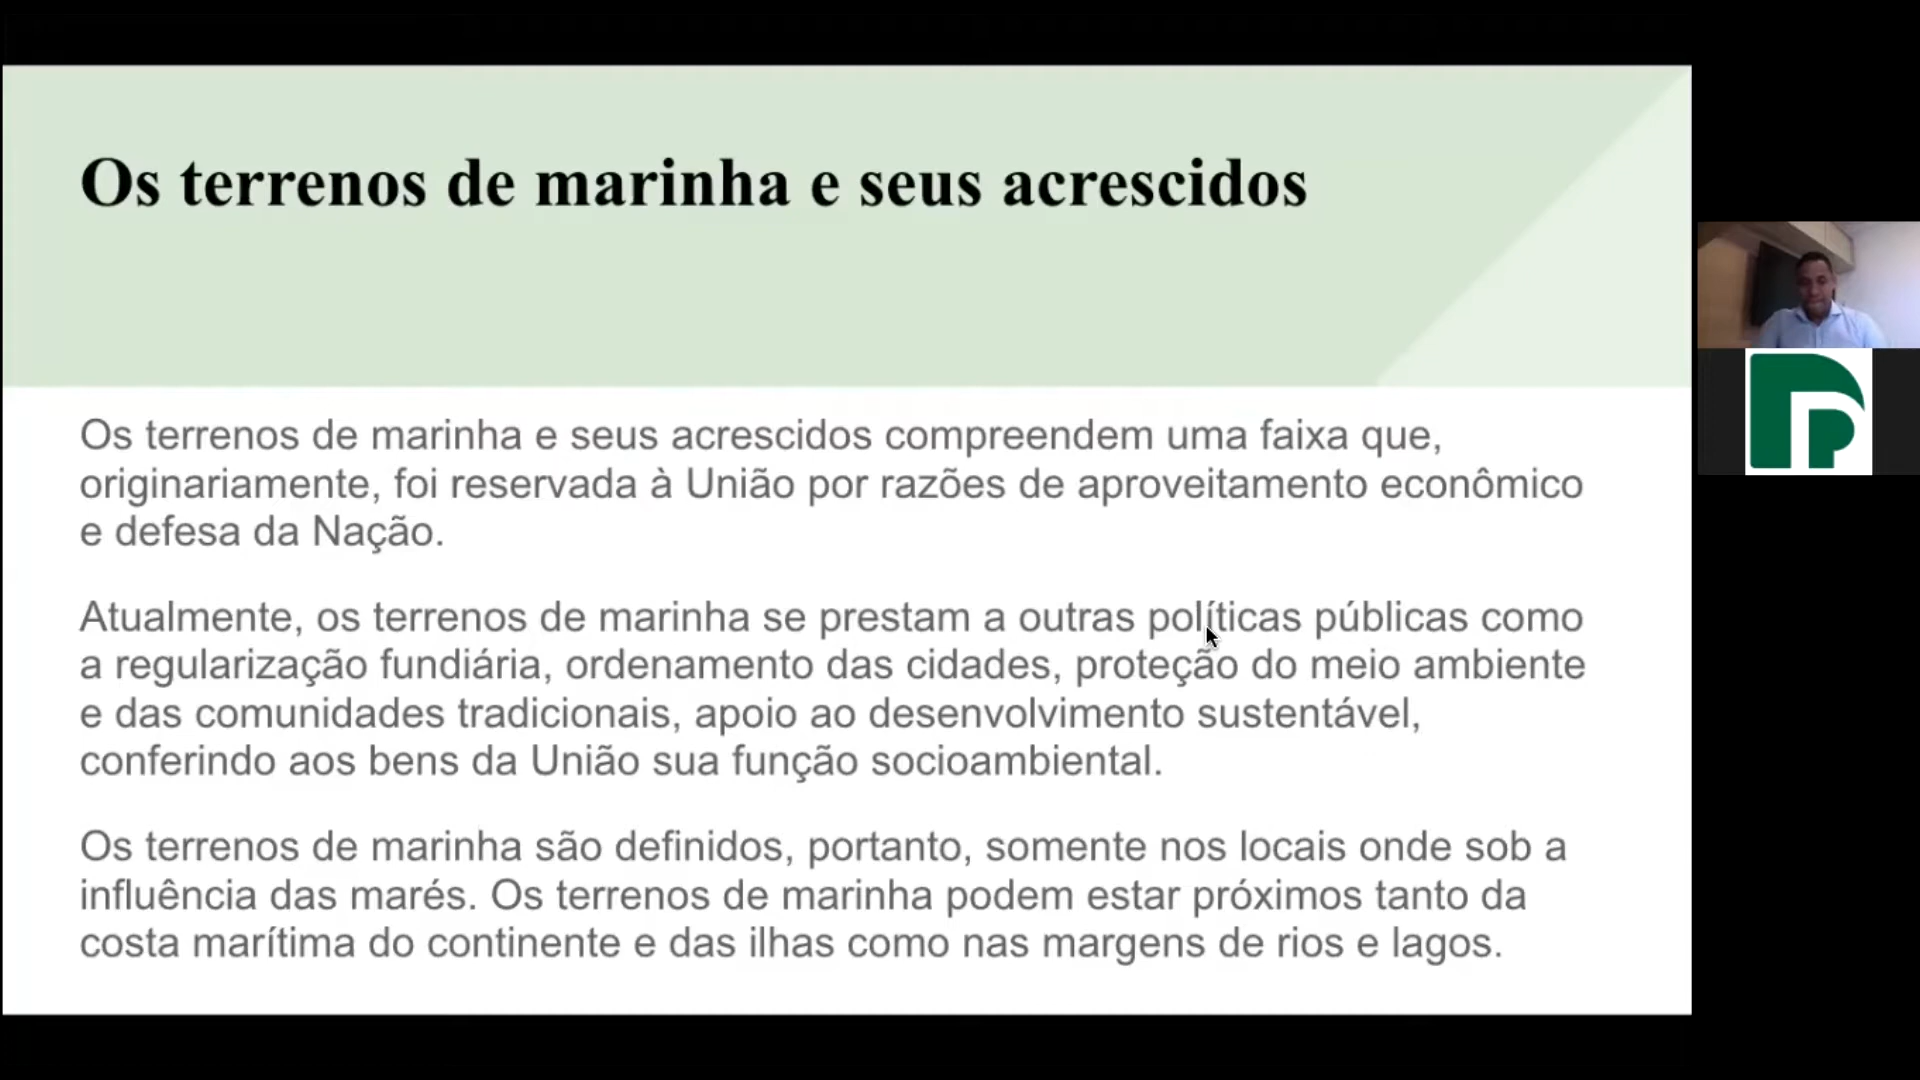 Os terrenos de marinha e seus acrescidos
Os terrenos de marinha e seus acrescidos compreendem uma faixa que,
originariamente, foi reservada à União por razões de aproveitamento econômico
e defesa da Nação.
Atualmente, os terrenos de marinha se prestam a outras políticas públicas como
a regularização fundiária, ordenamento das cidades, proteção do meio ambiente
e das comunidades tradicionais, apoio ao desenvolvimento sustentável,
conferindo aos bens da União sua função socioambiental.
Os terrenos de marinha são definidos, portanto, somente nos locais onde sob a
influência das marés. Os terrenos de marinha podem estar próximos tanto da
costa marítima do continente e das ilhas como nas margens de rios e lagos.